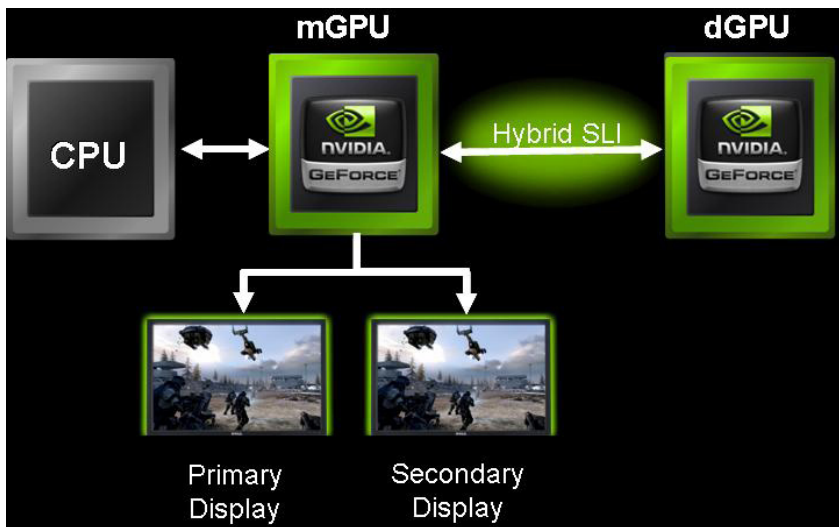 mGPU
dGPU
CPU
NVIDIA.
GEFORCE
Hybrid SLI
NVIDIA.
GEFORCE
Primary
Display
Secondary
Display